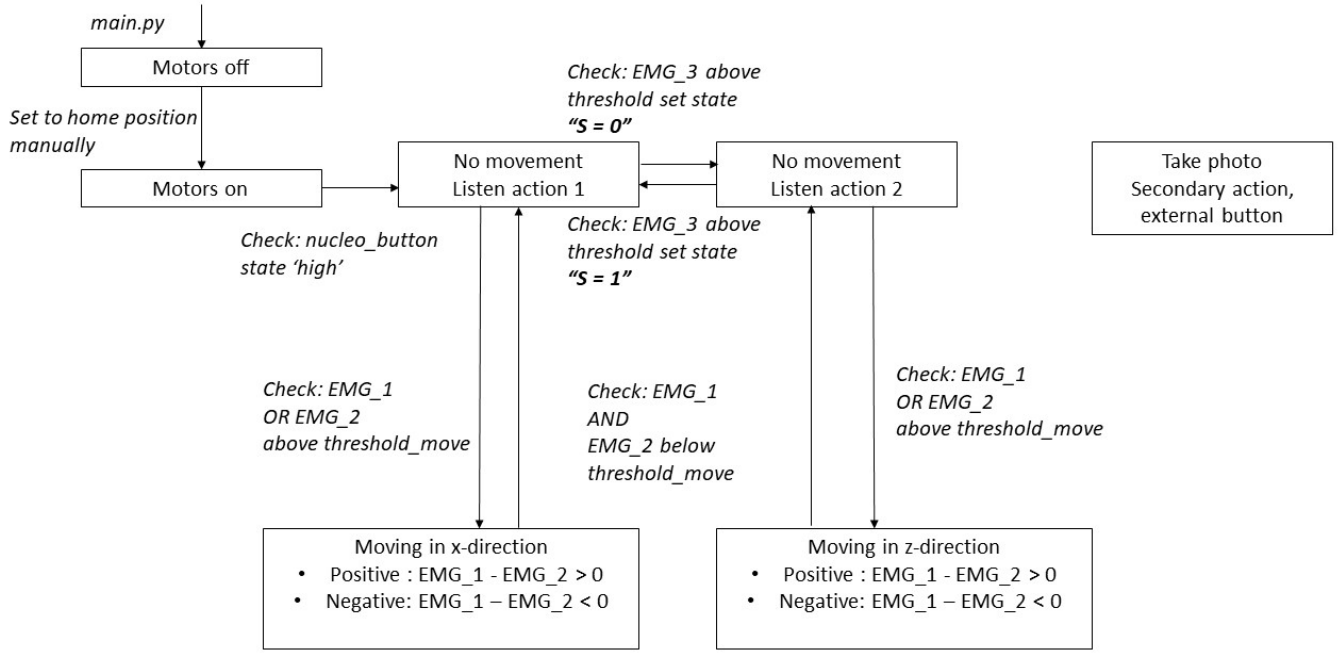 main.py
Motors off
Set to home position
manually
Motors on
Check: nucleo_button
state ‘high’
Check: EMG_3 above
threshold set state
“S = 0”
No movement
Listen action 1
No movement
Listen action 2
Check: EMG_3 above
threshold set state
“S = 1”
Take photo
Secondary action,
external button
Check: EMG_1
OR EMG_2
above threshold_move
Check: EMG_1
AND
EMG_2 below
threshold_move
Check: EMG_1
OR EMG_2
above threshold_move
Moving in x-direction
• Positive : EMG_1 - EMG_2 > 0
• Negative: EMG_1 – EMG_2 < 0
Moving in z-direction
• Positive : EMG_1 - EMG_2 > 0
• Negative: EMG_1 – EMG_2 < 0